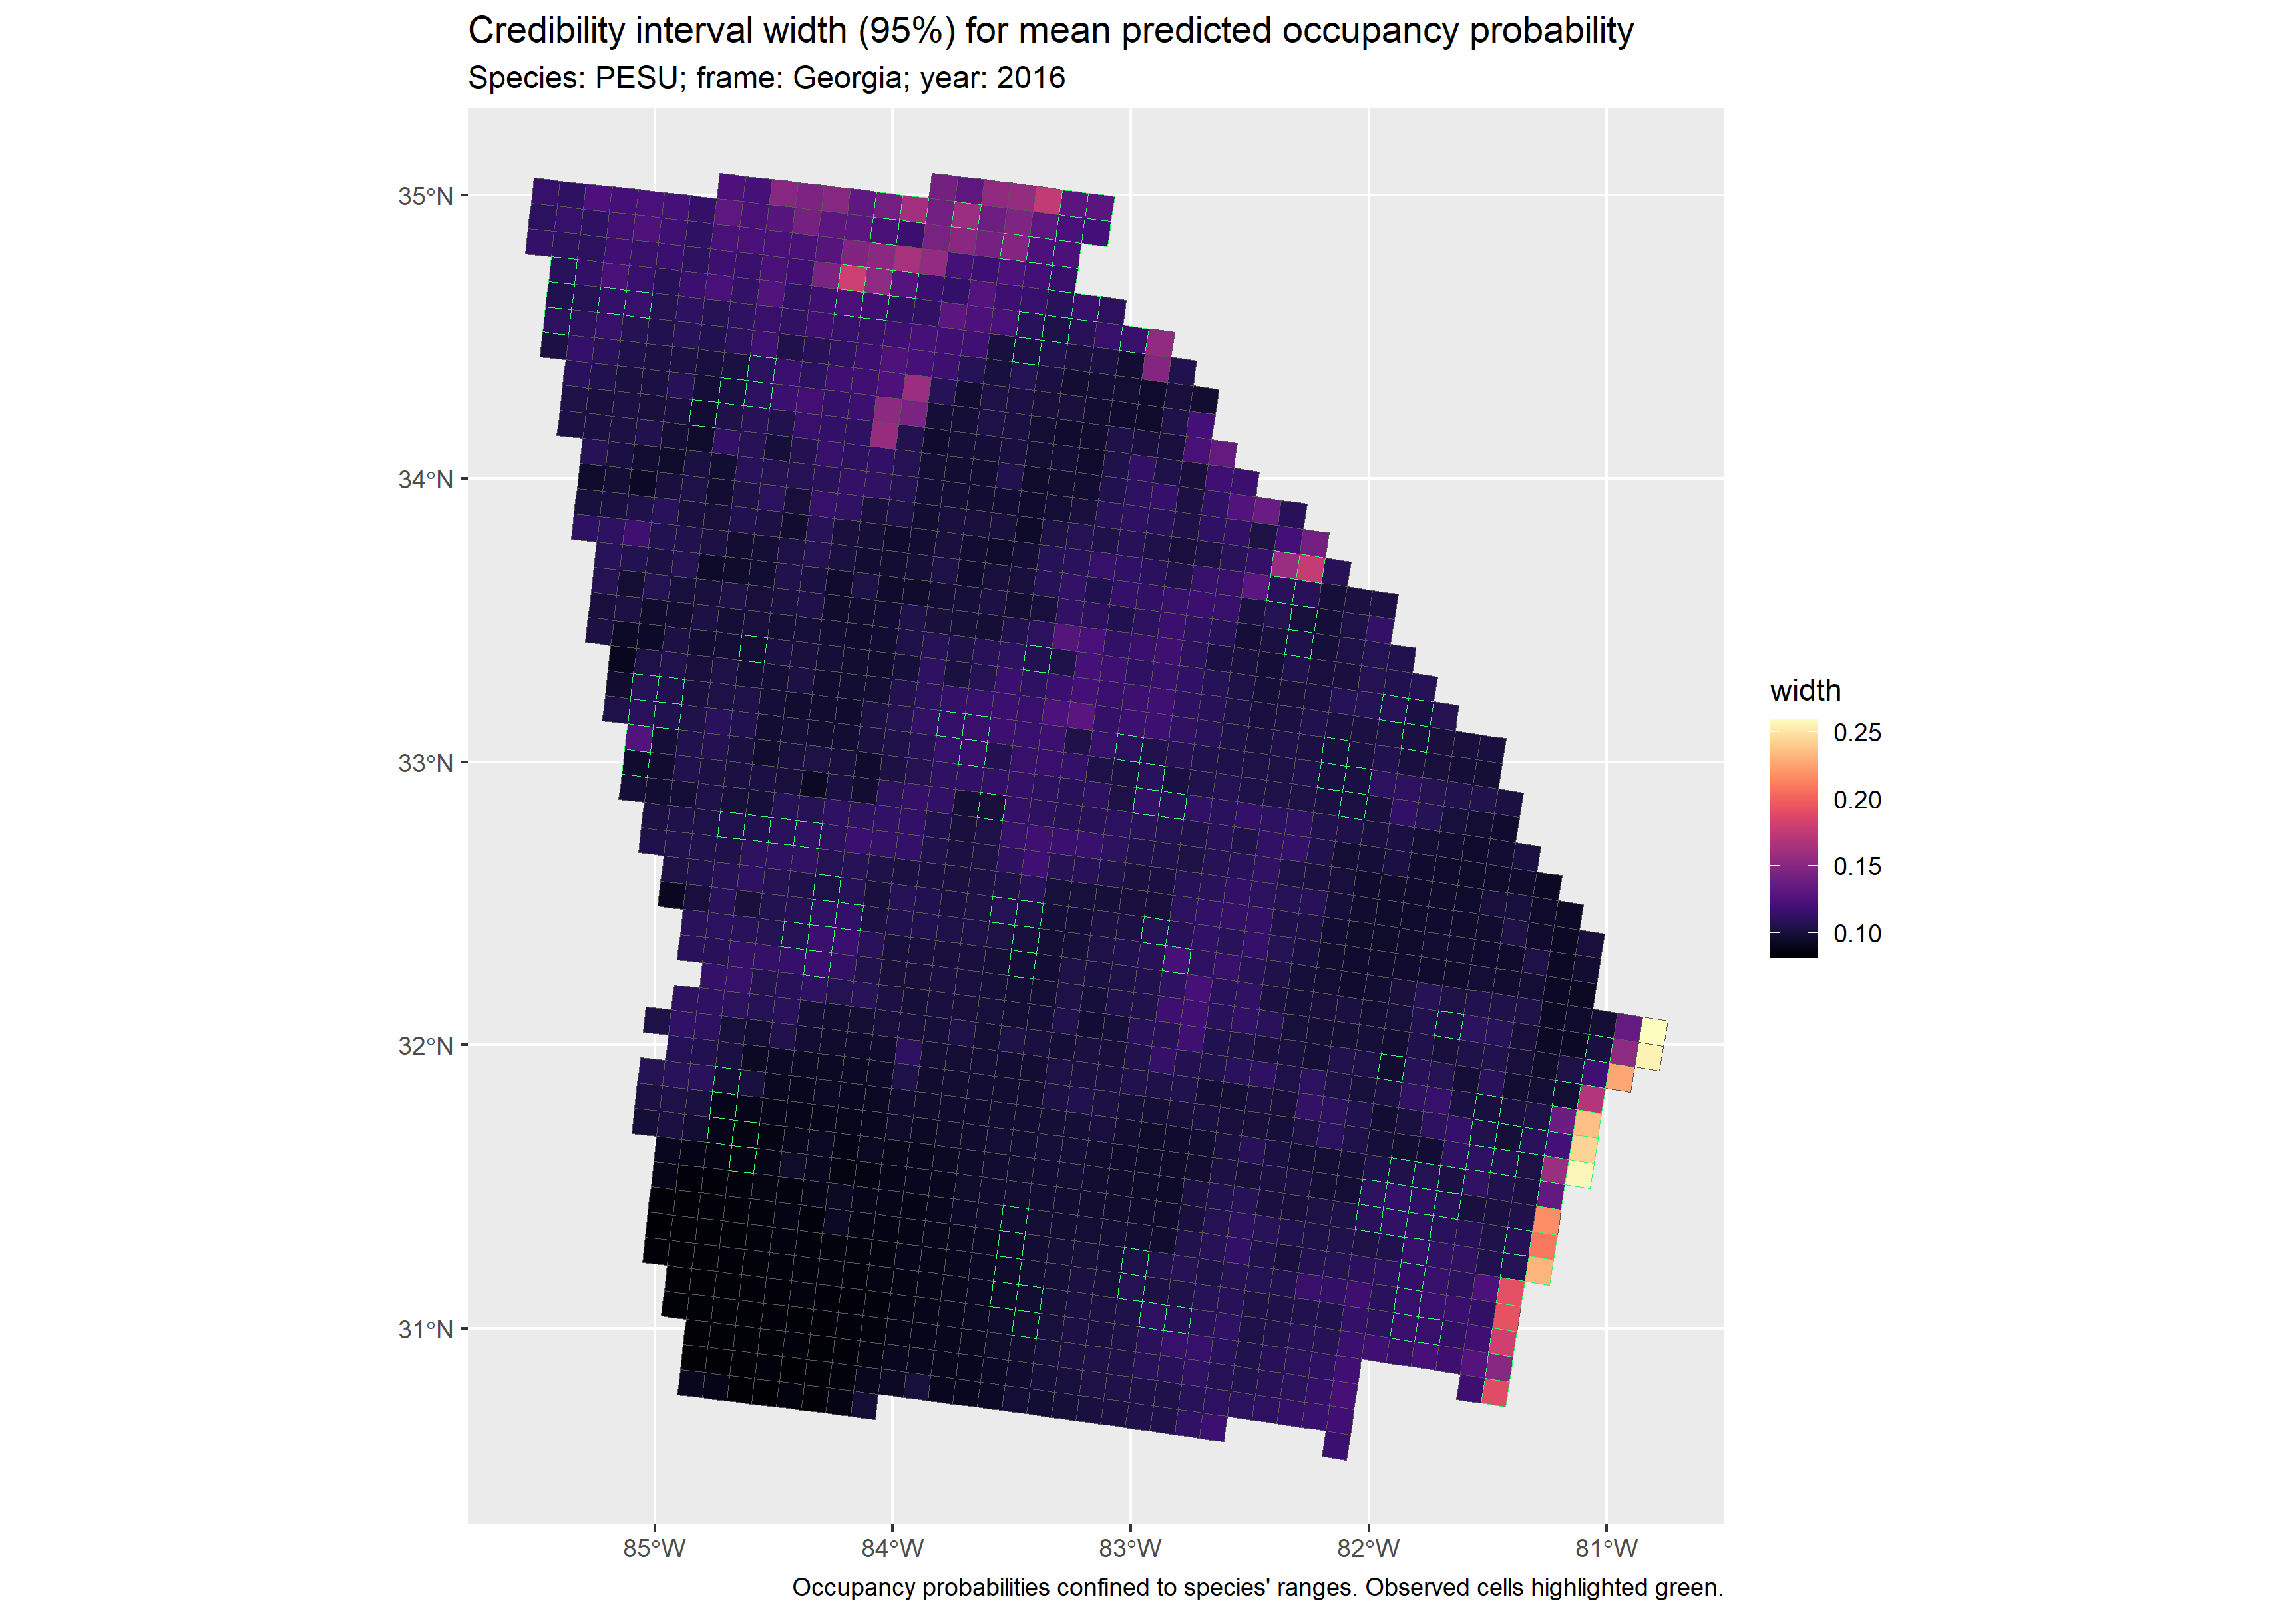 Credibility interval width (95%) for mean predicted occupancy probability
Species: PESU; frame: Georgia; year: 2016
35°N
34°N
33°N
32°N
31°N
85°W
84°W
83°W
82°W
81°W
width
0.25
0.20
0.15
0.10
Occupancy probabilities confined to species' ranges. Observed cells highlighted green.